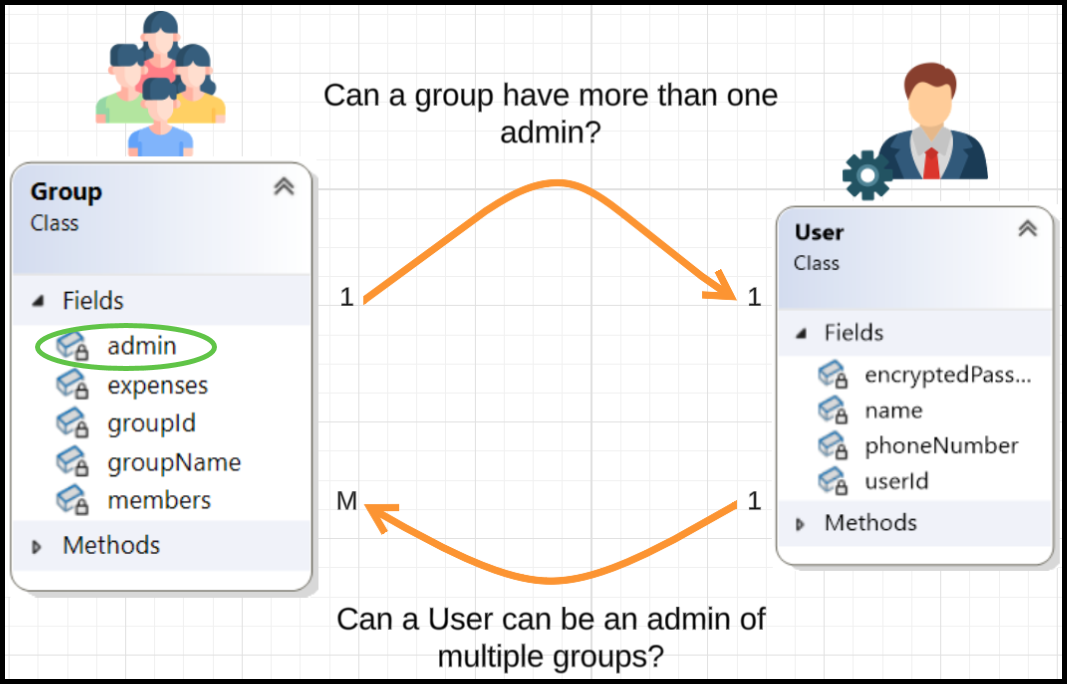 Can a group have more than one
admin?
Group
Class
Fields
admin
expenses
groupId
groupName
members
Methods
1
1
User
Class
Fields
encryptedPass...
name
phoneNumber
userId
Methods
M
1
Can a User can be an admin of
multiple groups?